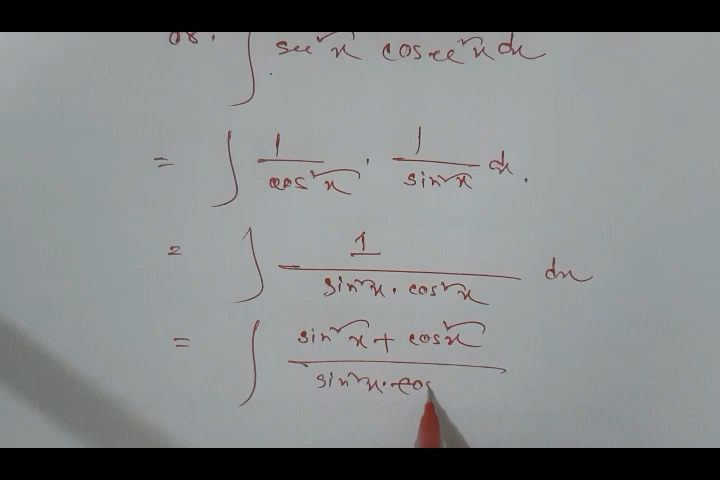 ∫ sec²x cosec²x dx
= ∫ 1/cos²x · 1/sin²x dx.
= ∫ 1/sin²x · cos²x dx
= ∫ sin²x + cos²x/sin²x · cos